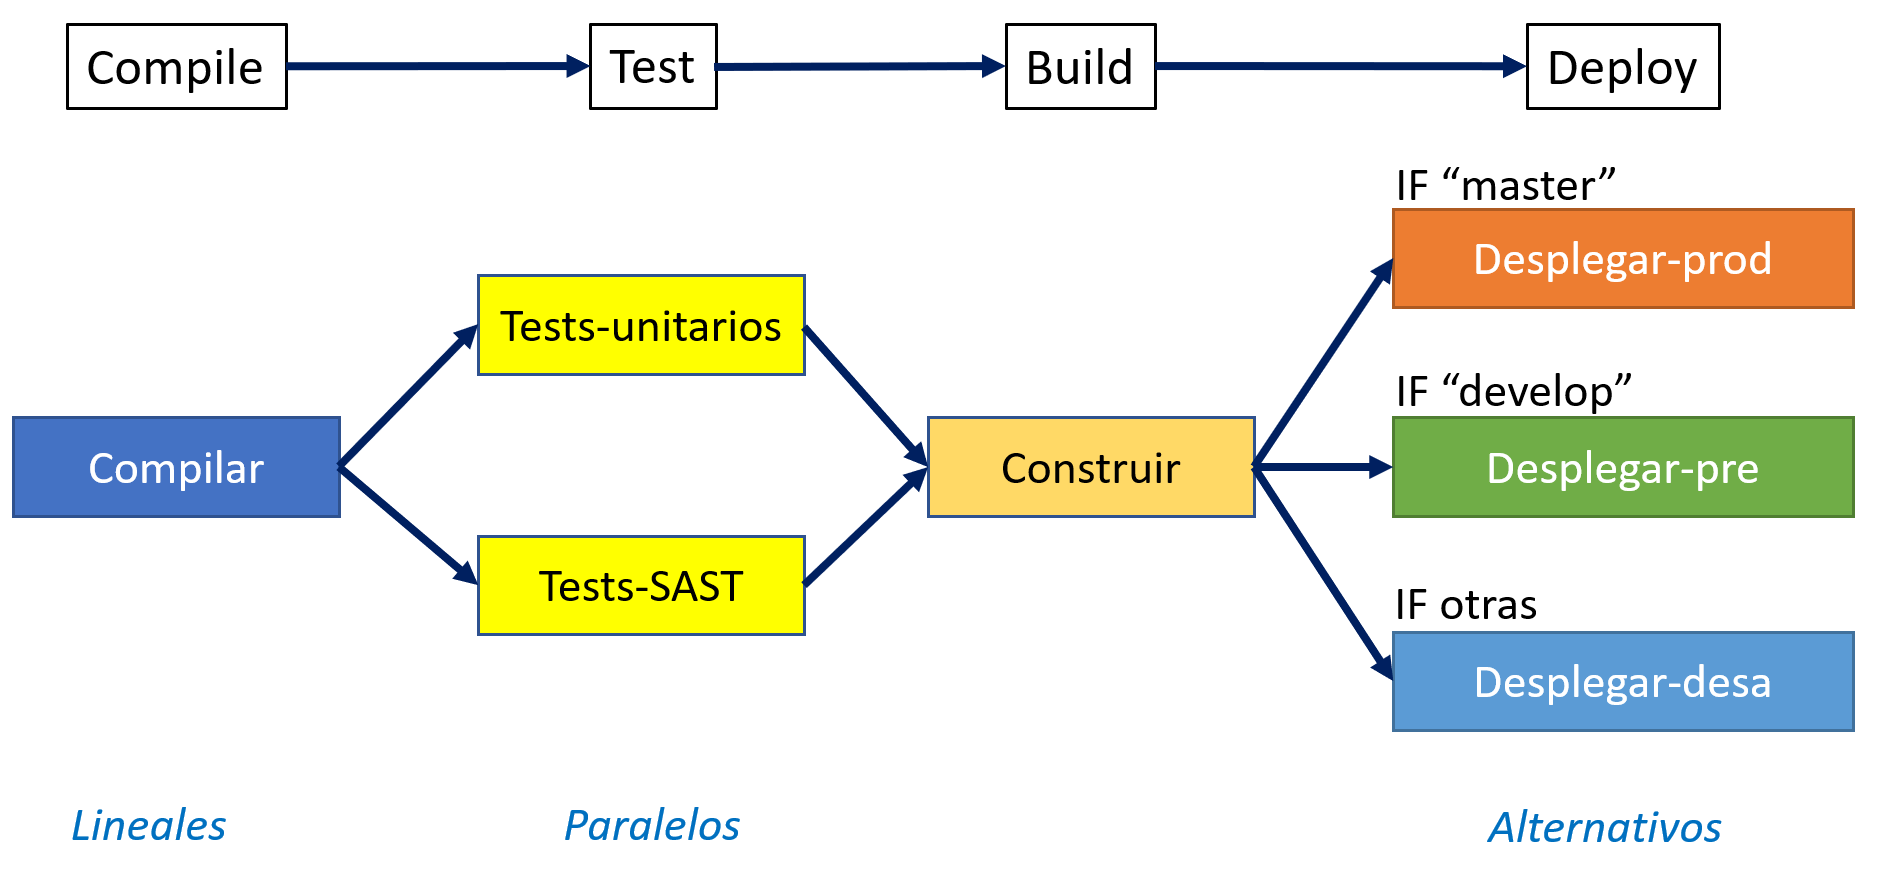 Compile
Test
Build
Deploy
IF “master”
Desplegar-prod
Tests-unitarios
IF “develop”
Compilar
Construir
Desplegar-pre
Tests-SAST
IF otras
Desplegar-desa
Lineales
Paralelos
Alternativos